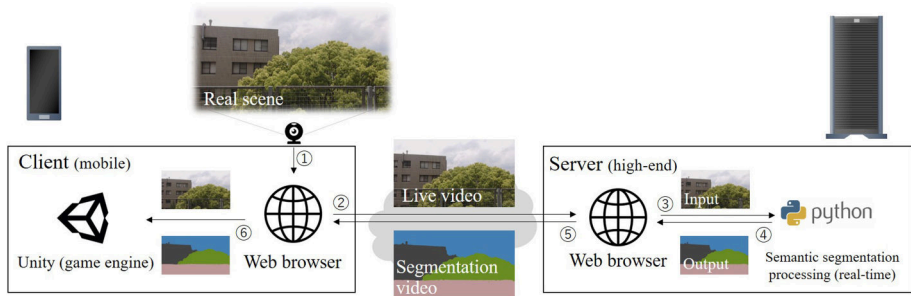 Real scene
①
Client (mobile)
Server (high-end)
②
Live video
③
Input
python
⑥
⑤
④
Output
Unity (game engine)
Web browser
Segmentation
video
Web browser
Semantic segmentation
processing (real-time)